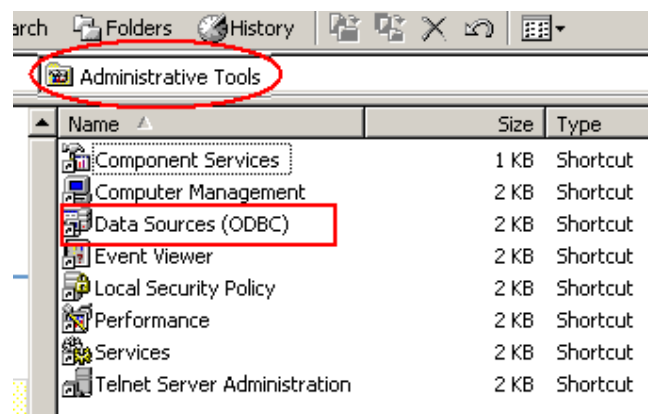 arch Folders History
Administrative Tools
Name Size Type
Component Services 1 KB Shortcut
Computer Management 2 KB Shortcut
Data Sources (ODBC) 2 KB Shortcut
Event Viewer 2 KB Shortcut
Local Security Policy 2 KB Shortcut
Performance 2 KB Shortcut
Services 2 KB Shortcut
Telnet Server Administration 2 KB Shortcut